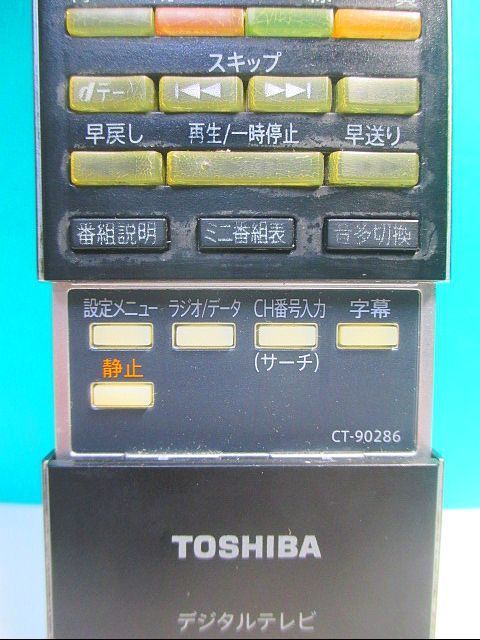 スキップ
dデー
早戻し 再生/一時停止 早送り
番組説明 ミニ番組表 音多切換
設定メニュー ラジオ/データ CH番号入力 字幕
静止 (サーチ)
CT-90286
TOSHIBA
デジタルテレビ